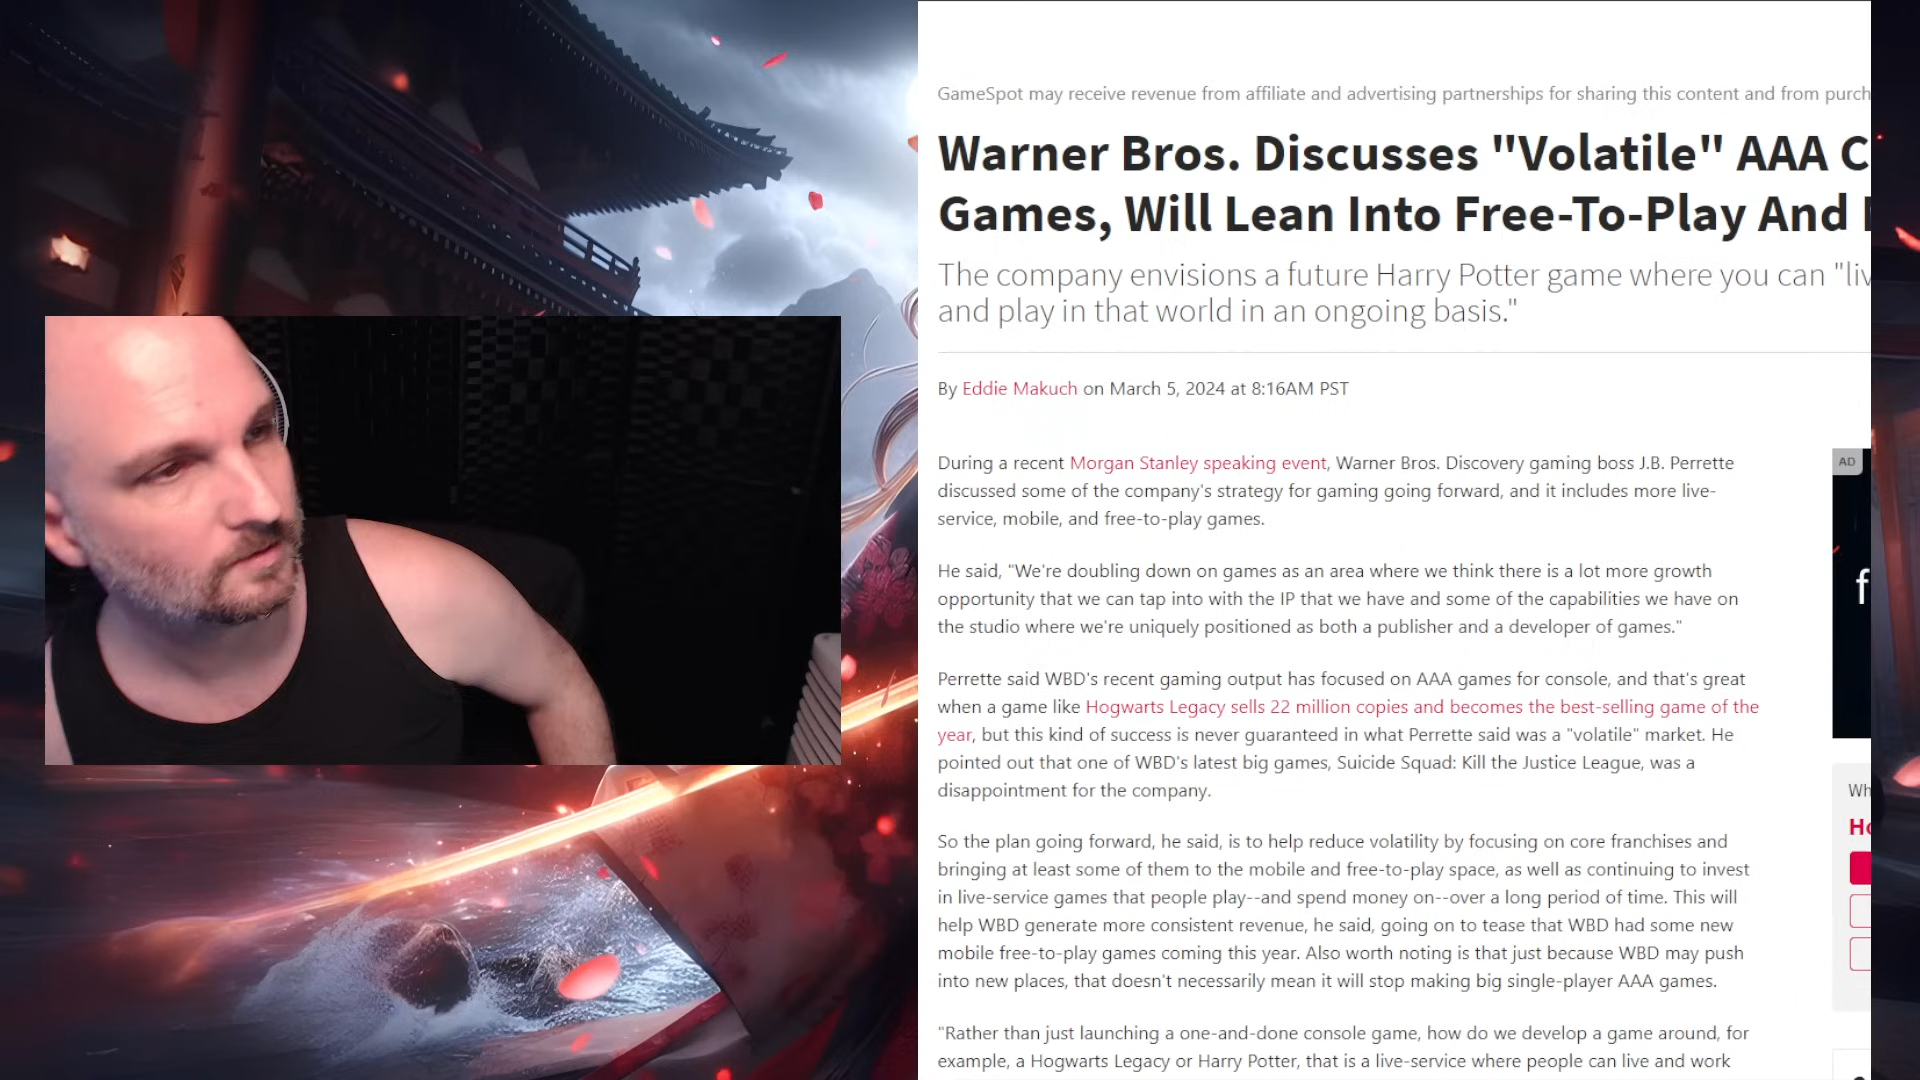 GameSpot may receive revenue from affiliate and advertising partnerships for sharing this content and from purch
Warner Bros. Discusses "Volatile" AAA C
Games, Will Lean Into Free-To-Play And
The company envisions a future Harry Potter game where you can "liv
and play in that world in an ongoing basis."
By Eddie Makuch on March 5, 2024 at 8:16AM PST
During a recent Morgan Stanley speaking event, Warner Bros. Discovery gaming boss J.B. Perrette
discussed some of the company's strategy for gaming going forward, and it includes more live-
service, mobile, and free-to-play games.
AD
He said, "We're doubling down on games as an area where we think there is a lot more growth
opportunity that we can tap into with the IP that we have and some of the capabilities we have on
the studio where we're uniquely positioned as both a publisher and a developer of games."
f
Perrette said WBD's recent gaming output has focused on AAA games for console, and that's great
when a game like Hogwarts Legacy sells 22 million copies and becomes the best-selling game of the
year, but this kind of success is never guaranteed in what Perrette said was a "volatile" market. He
pointed out that one of WBD's latest big games, Suicide Squad: Kill the Justice League, was a
disappointment for the company.
Wh
So the plan going forward, he said, is to help reduce volatility by focusing on core franchises and
bringing at least some of them to the mobile and free-to-play space, as well as continuing to invest
in live-service games that people play--and spend money on--over a long period of time. This will
help WBD generate more consistent revenue, he said, going on to tease that WBD had some new
mobile free-to-play games coming this year. Also worth noting is that just because WBD may push
into new places, that doesn't necessarily mean it will stop making big single-player AAA games.
"Rather than just launching a one-and-done console game, how do we develop a game around, for
example, a Hogwarts Legacy or Harry Potter, that is a live-service where people can live and work